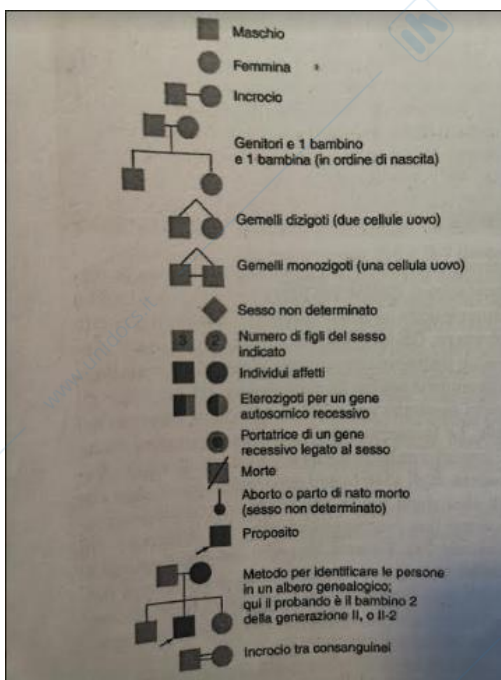 Maschio
Femmina
Incrocio
Genitori e 1 bambino
e 1 bambina (in ordine di nascita)
Gemelli dizigoti (due cellule uovo)
Gemelli monozigoti (una cellula uovo)
Sesso non determinato
3 2 Numero di figli del sesso
indicato
Individui affetti
Eterozigoti per un gene
autosomico recessivo
Portatrice di un gene
recessivo legato al sesso
Morte
Aborto o parto di nato morto
(sesso non determinato)
Proposito
Metodo per identificare le persone
in un albero genealogico;
qui il probando è il bambino 2
della generazione II, o II-2
Incrocio tra consanguinei